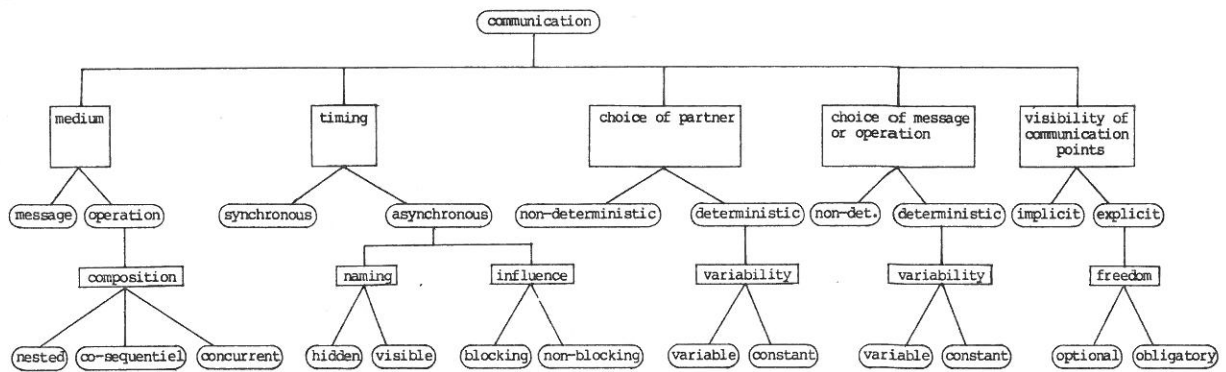 communication
medium
timing
choice of partner
choice of message
or operation
visibility of
communication
points
message
operation
synchronous
asynchronous
non-deterministic
deterministic
non-det.
deterministic
implicit
explicit
composition
naming
influence
variability
variability
freedom
nested
co-sequentiel
concurrent
hidden
visible
blocking
non-blocking
variable
constant
variable
constant
optional
obligatory